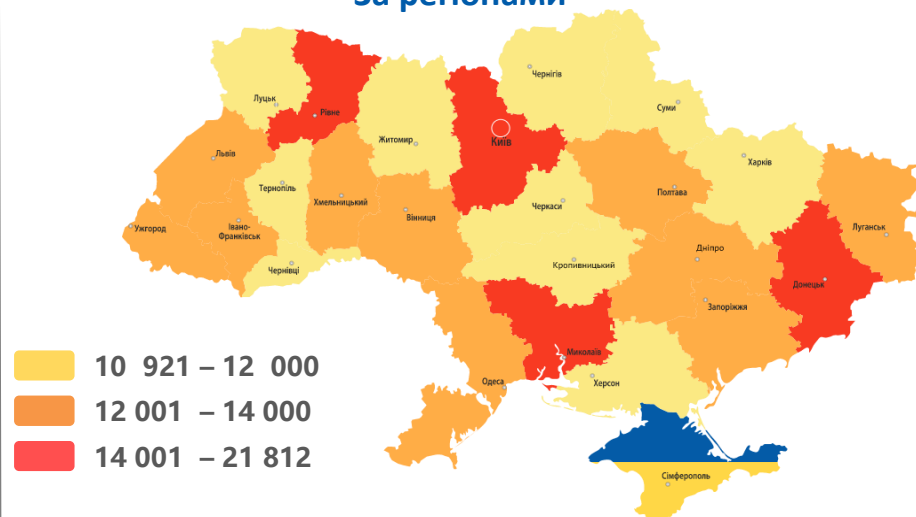 За регіонами
Чернігів
Луцьк
Суми
Рівне
Київ
Житомир
Харків
Львів
Тернопіль
Полтава
Хмельницький
Черкаси
Вінниця
Ужгород
Івано-
Франківськ
Луганськ
Дніпро
Чернівці
Кропивницький
Донецьк
Запоріжжя
Миколаїв
10 921 – 12 000
Одеса
Херсон
12 001 – 14 000
14 001 – 21 812
Сімферополь